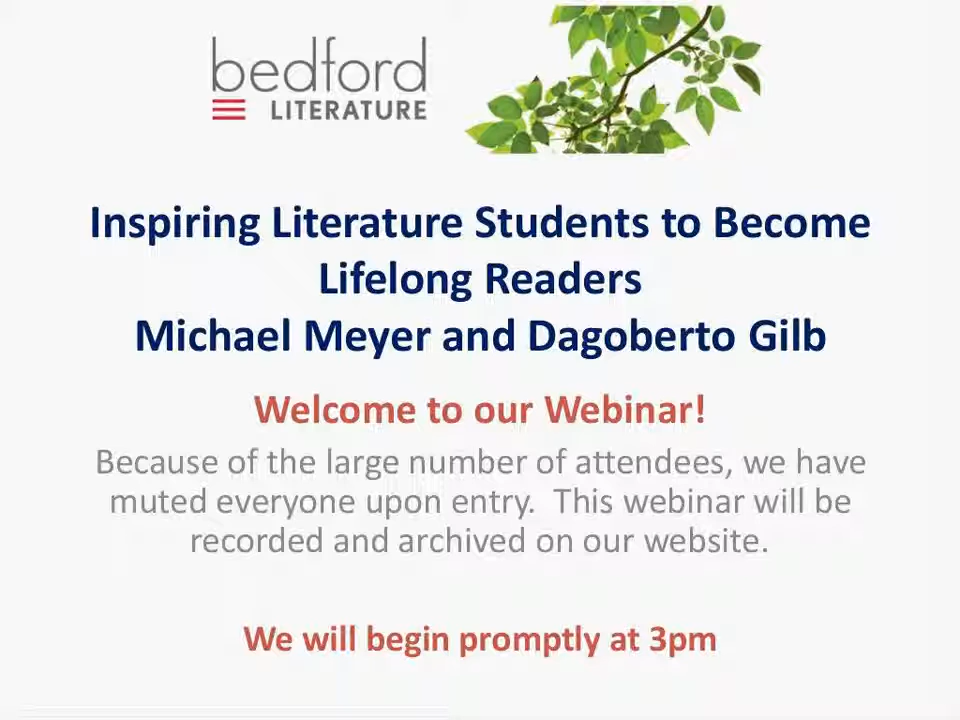 bedford
LITERATURE
Inspiring Literature Students to Become
Lifelong Readers
Michael Meyer and Dagoberto Gilb
Welcome to our Webinar!
Because of the large number of attendees, we have
muted everyone upon entry.  This webinar will be
recorded and archived on our website.
We will begin promptly at 3pm